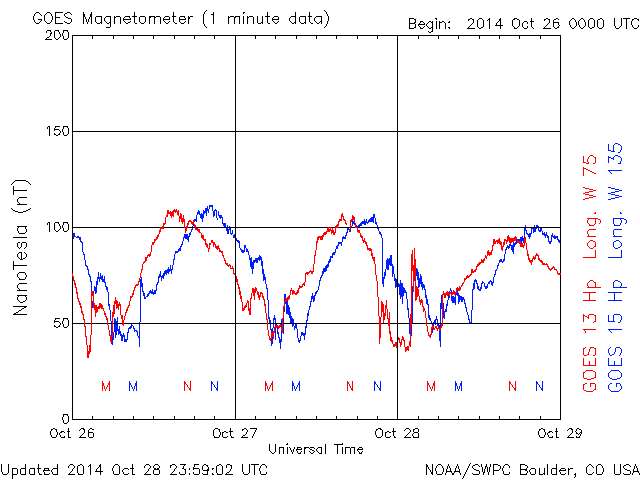 GOES Magnetometer (1 minute data)
Begin: 2014 Oct 26 0000 UTC
200
150
100
50
0
NanoTesla (nT)
M M N N M M N N M M N N
Oct 26 Oct 27 Oct 28 Oct 29
Universal Time
GOES 13 Hp Long. W 75
GOES 15 Hp Long. W 135
Updated 2014 Oct 28 23:59:02 UTC
NOAA/SWPC Boulder, CO USA